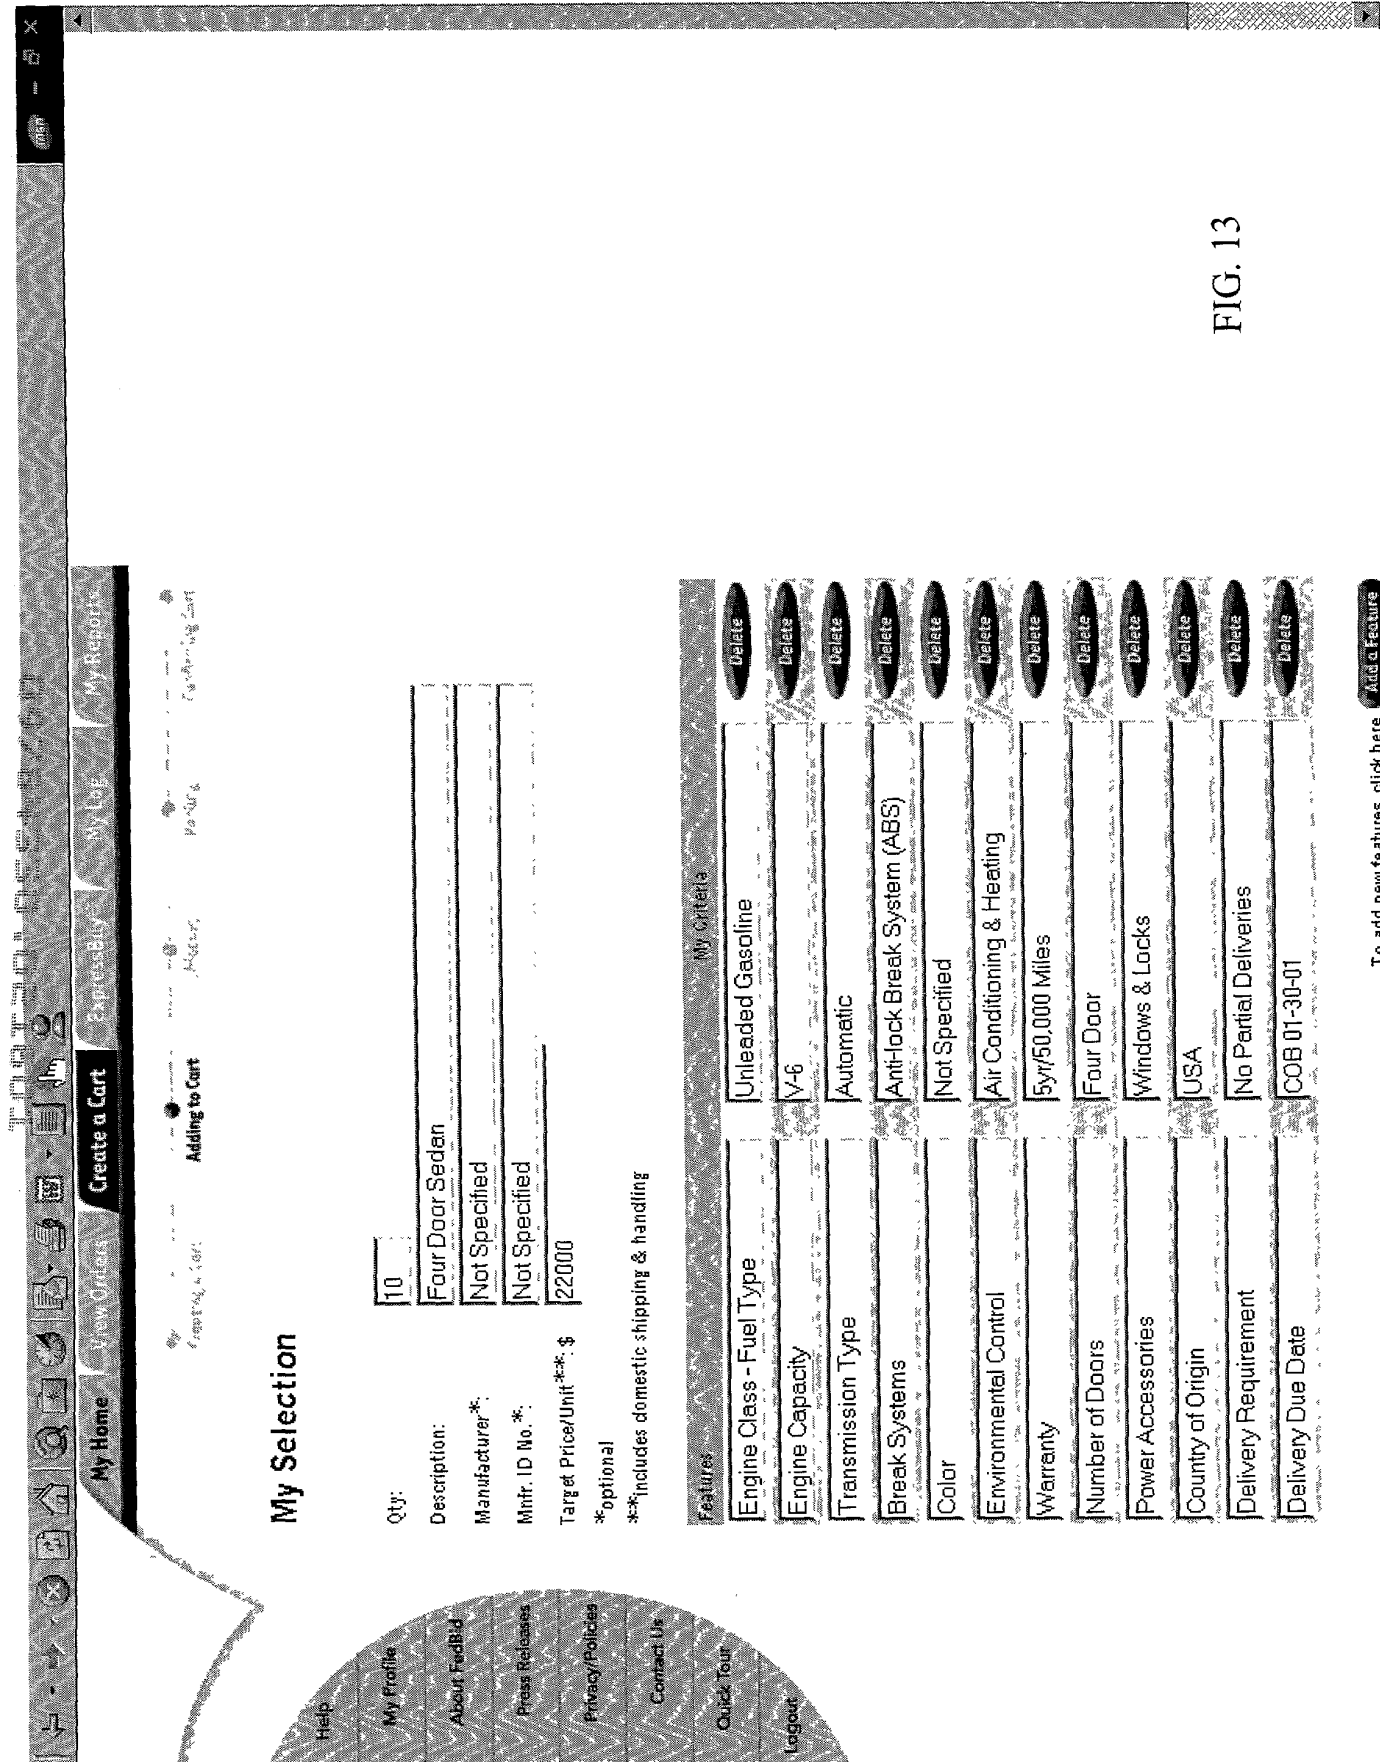 msn
My Home View Orders Create a Cart ExpressBuy My Log My Reports
Adding to Cart
My Selection
Qty: 10
Description: Four Door Sedan
Manufacturer*: Not Specified
Mnfr. ID No.*: Not Specified
Target Price/Unit**: $ 22000
*optional
**Includes domestic shipping & handling
Help
My Profile
About FedBid
Press Releases
Privacy/Policies
Contact Us
Quick Tour
Logout
Features My Criteria
Engine Class - Fuel Type Unleaded Gasoline Delete
Engine Capacity V-6 Delete
Transmission Type Automatic Delete
Break Systems Anti-lock Break System (ABS) Delete
Color Not Specified Delete
Environmental Control Air Conditioning & Heating Delete
Warranty 5yr/50,000 Miles Delete
Number of Doors Four Door Delete
Power Accessories Windows & Locks Delete
Country of Origin USA Delete
Delivery Requirement No Partial Deliveries Delete
Delivery Due Date COB 01-30-01 Delete
To add new features, click here Add a Feature
FIG. 13